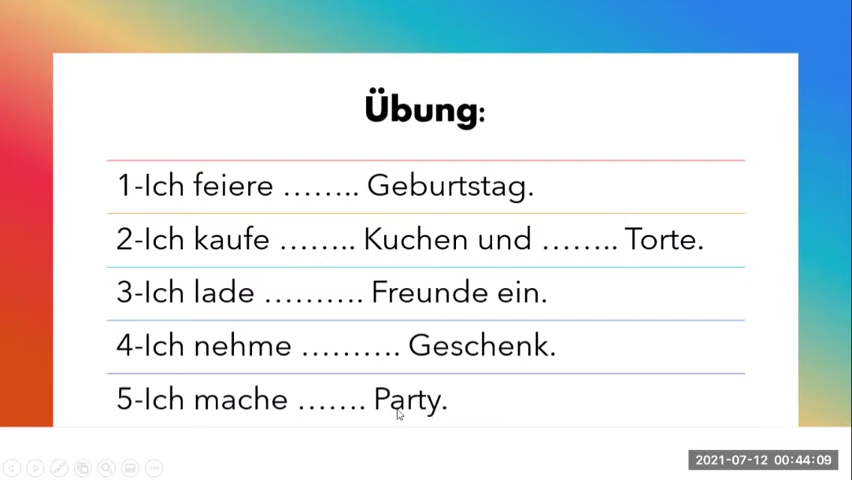 Übung:
1-Ich feiere …….. Geburtstag.
2-Ich kaufe …….. Kuchen und …….. Torte.
3-Ich lade ………. Freunde ein.
4-Ich nehme ………. Geschenk.
5-Ich mache ……. Party.
2021-07-12 00:44:09